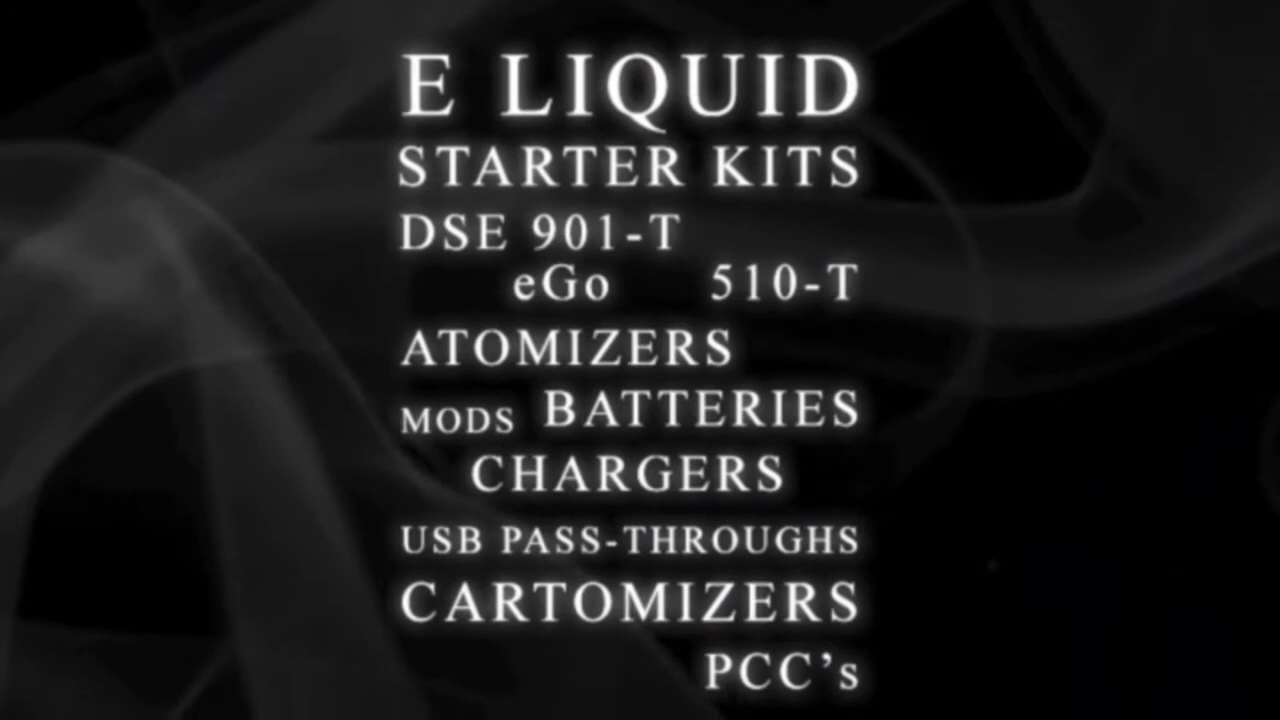 E LIQUID
STARTER KITS
DSE 901-T
eGo 510-T
ATOMIZERS
MODS BATTERIES
CHARGERS
USB PASS-THROUGHS
CARTOMIZERS
PCC's